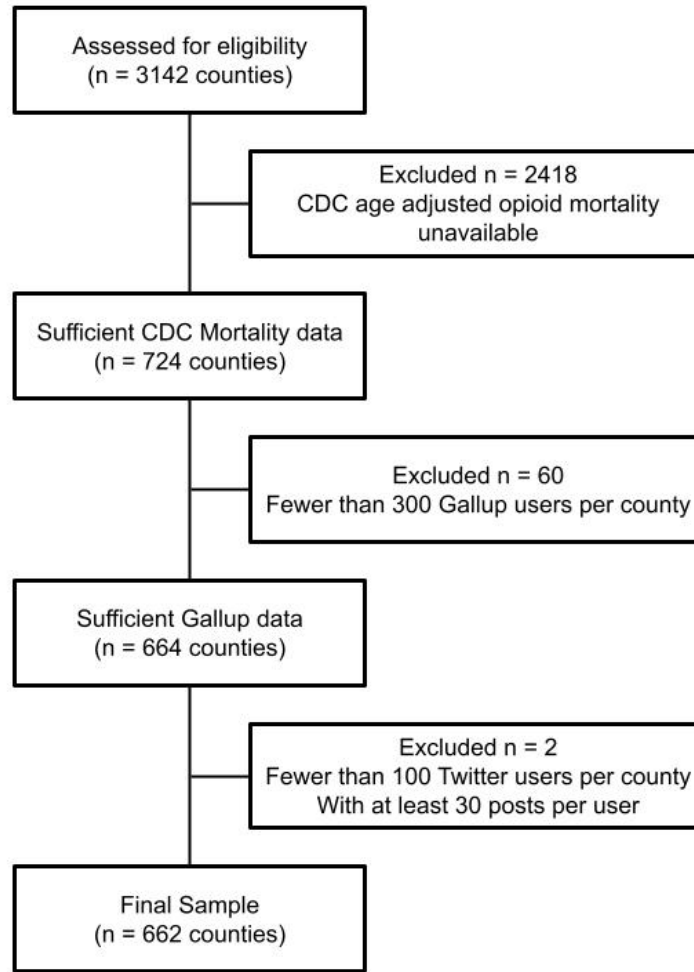 Assessed for eligibility
(n = 3142 counties)
Excluded n = 2418
CDC age adjusted opioid mortality
unavailable
Sufficient CDC Mortality data
(n = 724 counties)
Excluded n = 60
Fewer than 300 Gallup users per county
Sufficient Gallup data
(n = 664 counties)
Excluded n = 2
Fewer than 100 Twitter users per county
With at least 30 posts per user
Final Sample
(n = 662 counties)